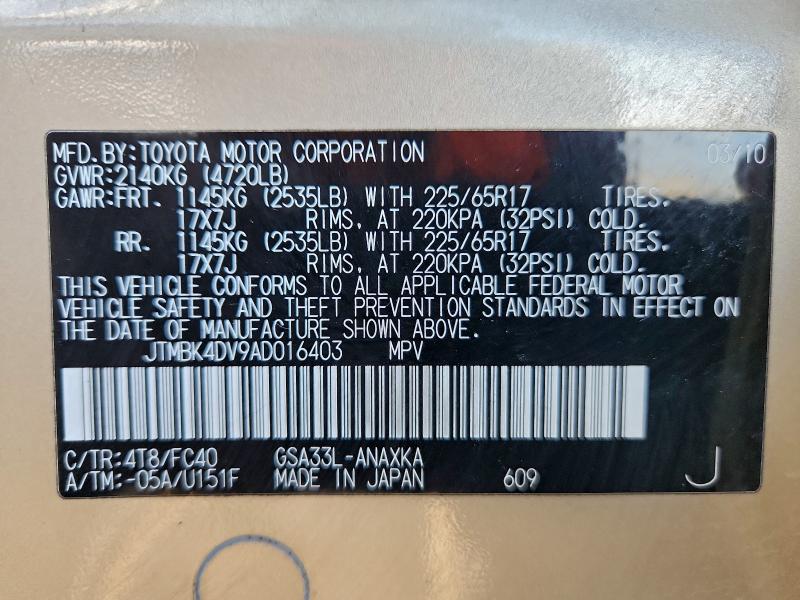 MFD.BY:TOYOTA MOTOR CORPORATION 03/10
GVWR:2140KG (4720LB)
GAWR:FRT. 1145KG (2535LB) WITH 225/65R17 TIRES.
17X7J RIMS, AT 220KPA (32PSI) COLD.
RR. 1145KG (2535LB) WITH 225/65R17 TIRES.
17X7J RIMS, AT 220KPA (32PSI) COLD.
THIS VEHICLE CONFORMS TO ALL APPLICABLE FEDERAL MOTOR
VEHICLE SAFETY AND THEFT PREVENTION STANDARDS IN EFFECT ON
THE DATE OF MANUFACTURE SHOWN ABOVE.
JTMBK4DV9AD016403 MPV
C/TR:4T8/FC40 GSA33L-ANAXKA
A/TM:-05A/U151F MADE IN JAPAN 609 J